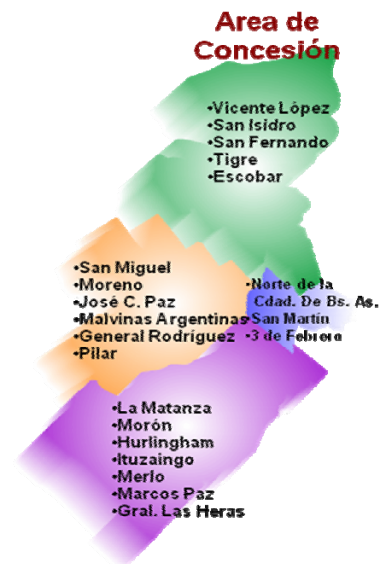 Area de
Concesión
•Vicente López
•San Isidro
•San Fernando
•Tigre
•Escobar
•San Miguel
•Moreno
•José C. Paz
•Malvinas Argentinas
•General Rodríguez
•Pilar
•Norte de la
Cdad. De Bs. As.
•San Martín
•3 de Febrero
•La Matanza
•Morón
•Hurlingham
•Ituzaingo
•Merlo
•Marcos Paz
•Gral. Las Heras